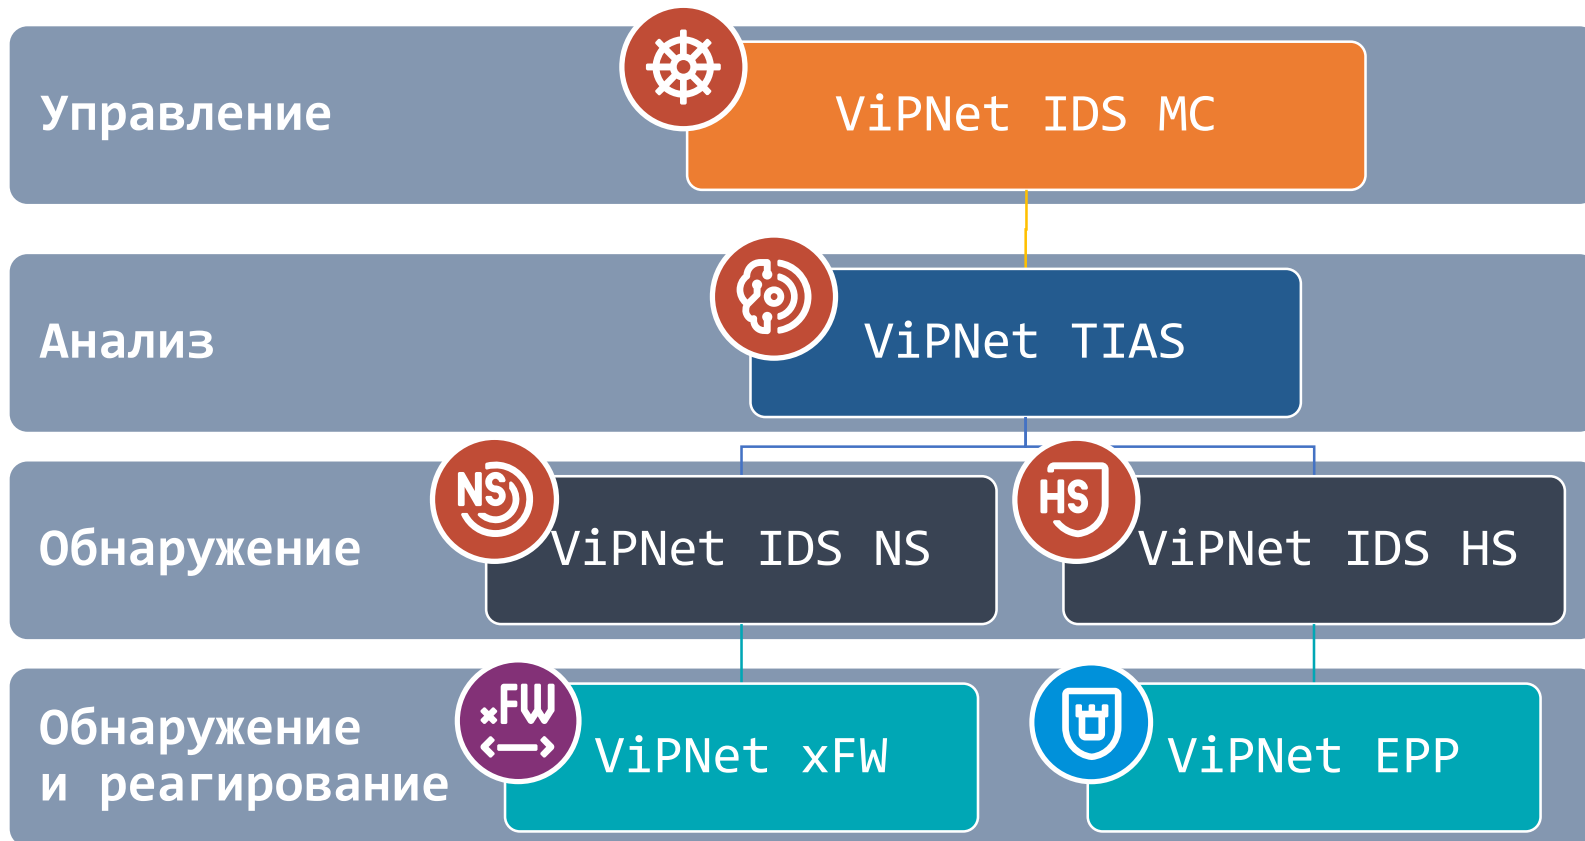 Управление
ViPNet IDS MC
Анализ
ViPNet TIAS
NS
HS
Обнаружение
ViPNet IDS NS
ViPNet IDS HS
xFW
Обнаружение
и реагирование
ViPNet xFW
ViPNet EPP